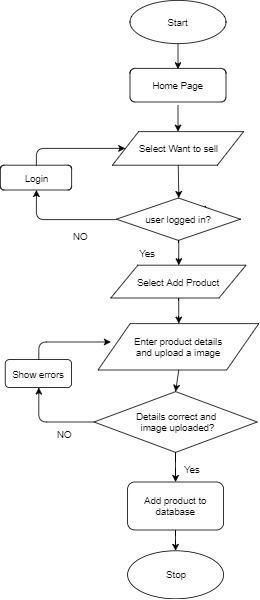 Start
Home Page
Select Want to sell
Login
user logged in?
NO
Yes
Select Add Product
Enter product details
and upload a image
Show errors
Details correct and
image uploaded?
NO
Yes
Add product to
database
Stop